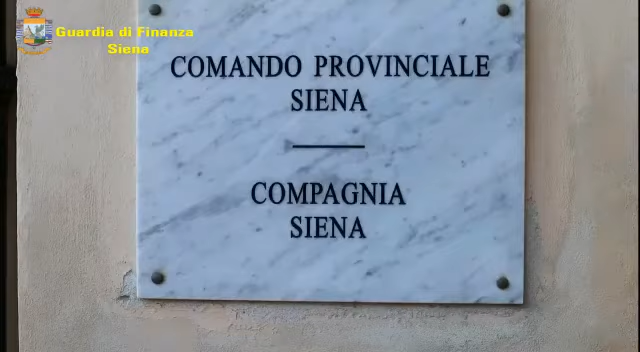 Guardia di Finanza
Siena
COMANDO PROVINCIALE
SIENA
COMPAGNIA
SIENA